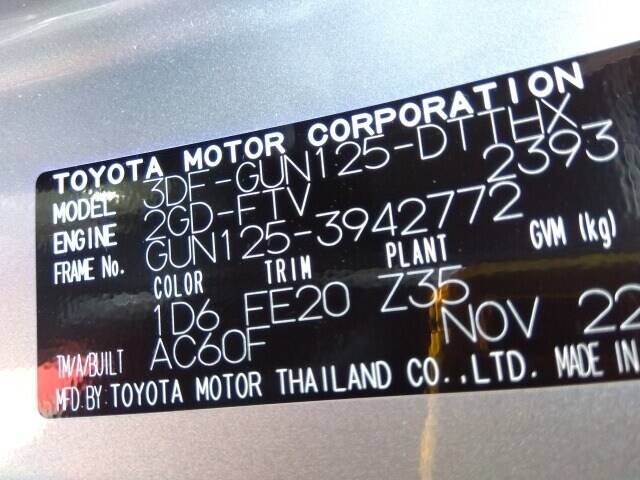 TOYOTA MOTOR CORPORATION
MODEL 3DF-GUN125-DTTHX
ENGINE 2GD-FTV 2393
FRAME No. GUN125-3942772
COLOR TRIM PLANT GVM (kg)
1D6 FE20 Z35
TM/A/BUILT AC60F NOV 22
MFD.BY:TOYOTA MOTOR THAILAND CO.,LTD. MADE IN